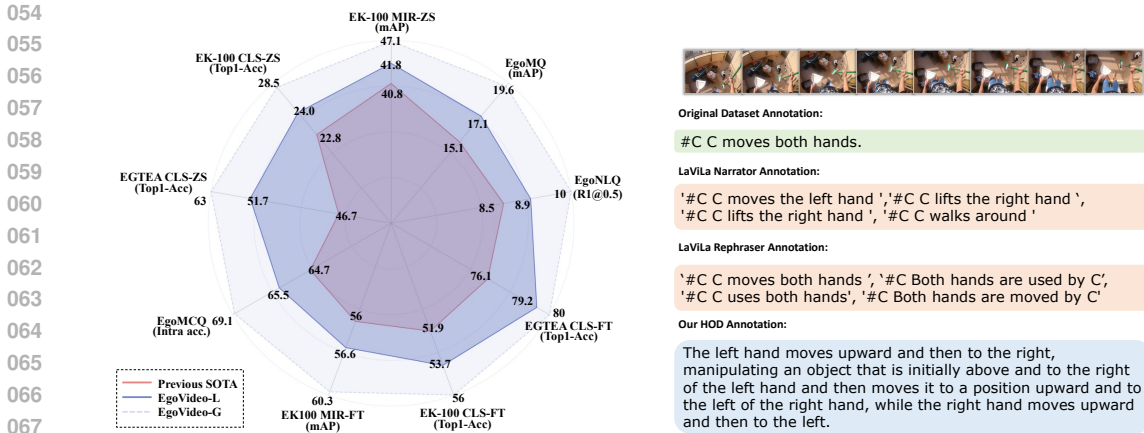 054
055
056
057
058
059
060
061
062
063
064
065
066
067
EK-100 MIR-ZS
(mAP)
47.1
41.8
40.8
EgoMQ
(mAP)
19.6
17.1
15.1
EgoNLQ
10 (R1@0.5)
8.9
8.5
76.1
79.2
80
EGTEA CLS-FT
(Top1-Acc)
51.9
53.7
56
EK-100 CLS-FT
(Top1-Acc)
56
56.6
60.3
EK100 MIR-FT
(mAP)
64.7
65.5
EgoMCQ 69.1
(Intra acc.)
EGTEA CLS-ZS
(Top1-Acc)
63
51.7
46.7
EK-100 CLS-ZS
(Top1-Acc)
28.5
24.0
22.8
Previous SOTA
EgoVideo-L
EgoVideo-G
Original Dataset Annotation:
#C C moves both hands.
LaViLa Narrator Annotation:
'#C C moves the left hand ','#C C lifts the right hand ‘,
'#C C lifts the right hand ', '#C C walks around '
LaViLa Rephraser Annotation:
‘#C C moves both hands ’, ‘#C Both hands are used by C’,
'#C C uses both hands', '#C Both hands are moved by C'
Our HOD Annotation:
The left hand moves upward and then to the right,
manipulating an object that is initially above and to the right
of the left hand and then moves it to a position upward and to
the left of the right hand, while the right hand moves upward
and then to the left.